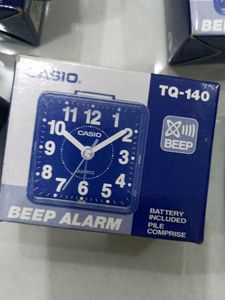 CASIO®
TQ-140
12
11 1
10 2
CASIO
9 3
8 4
QUARTZ
7 5
6
BEEP
BEEP ALARM
BATTERY
INCLUDED
PILE
COMPRISE